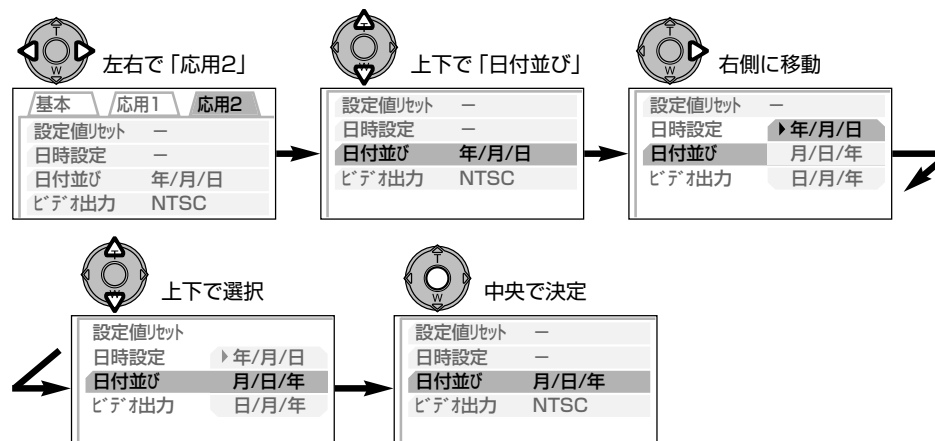 T
W
左右で「応用2」
基本 応用1 応用2
設定値ﾘｾｯﾄ −
日時設定 −
日付並び 年/月/日
ﾋﾞﾃﾞｵ出力 NTSC
T
W
上下で「日付並び」
設定値ﾘｾｯﾄ −
日時設定 −
日付並び 年/月/日
ﾋﾞﾃﾞｵ出力 NTSC
T
W
右側に移動
設定値ﾘｾｯﾄ −
日時設定 年/月/日
日付並び 月/日/年
ﾋﾞﾃﾞｵ出力 日/月/年
T
W
上下で選択
設定値ﾘｾｯﾄ
日時設定 年/月/日
日付並び 月/日/年
ﾋﾞﾃﾞｵ出力 日/月/年
T
W
中央で決定
設定値ﾘｾｯﾄ −
日時設定 −
日付並び 月/日/年
ﾋﾞﾃﾞｵ出力 NTSC